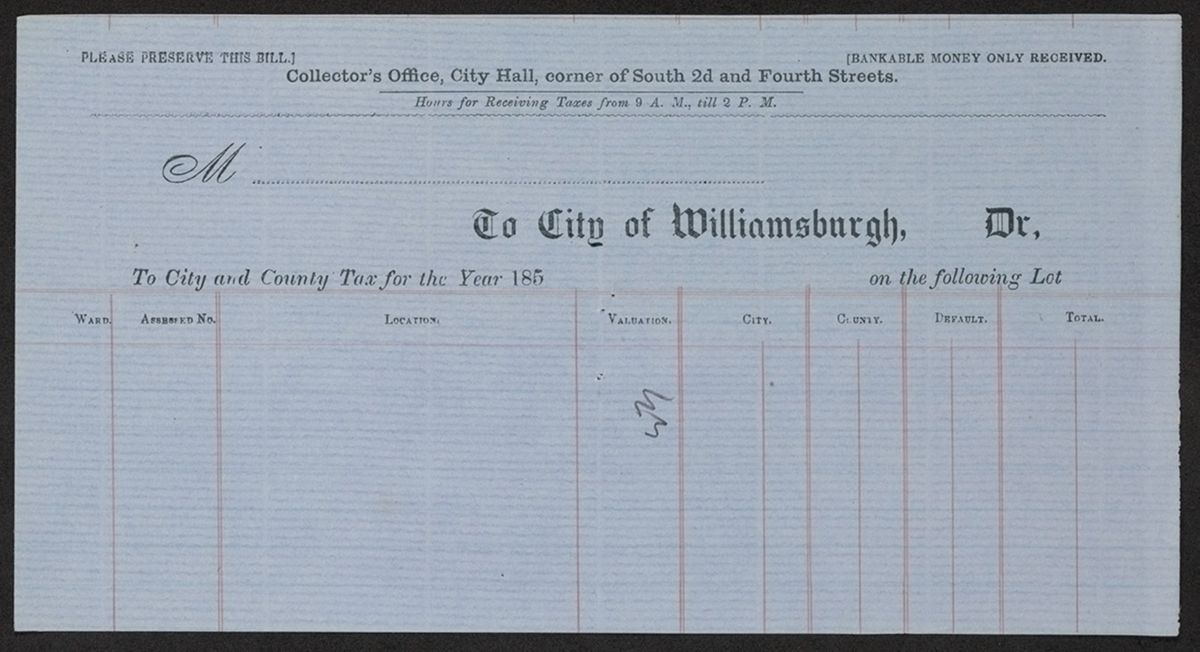 PLEASE PRESERVE THIS BILL.] [BANKABLE MONEY ONLY RECEIVED.
Collector's Office, City Hall, corner of South 2d and Fourth Streets.
Hours for Receiving Taxes from 9 A. M., till 2 P. M.
M
To City of Williamsburgh, Dr,
To City and County Tax for the Year 185 on the following Lot
WARD. ASSESSED NO. LOCATION. VALUATION. CITY. COUNTY. DEFAULT. TOTAL.